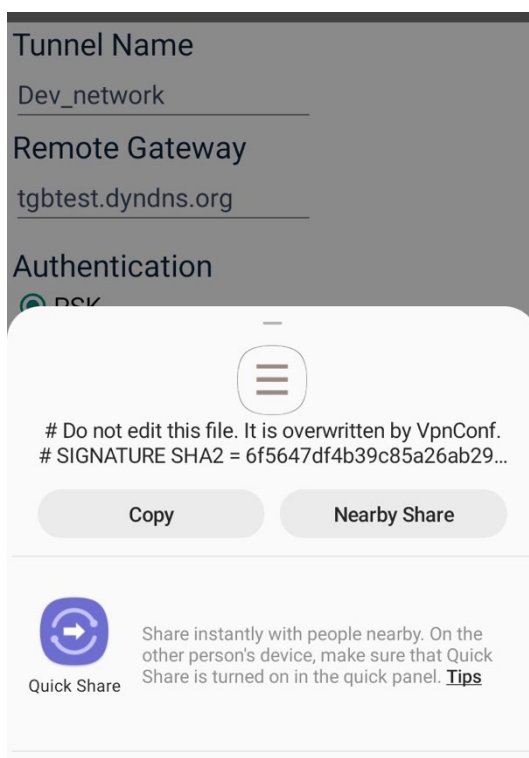 Tunnel Name
Dev_network
Remote Gateway
tgbtest.dyndns.org
Authentication
PSK
# Do not edit this file. It is overwritten by VpnConf.
# SIGNATURE SHA2 = 6f5647df4b39c85a26ab29...
Copy
Nearby Share
Share instantly with people nearby. On the
other person's device, make sure that Quick
Share is turned on in the quick panel. Tips
Quick Share